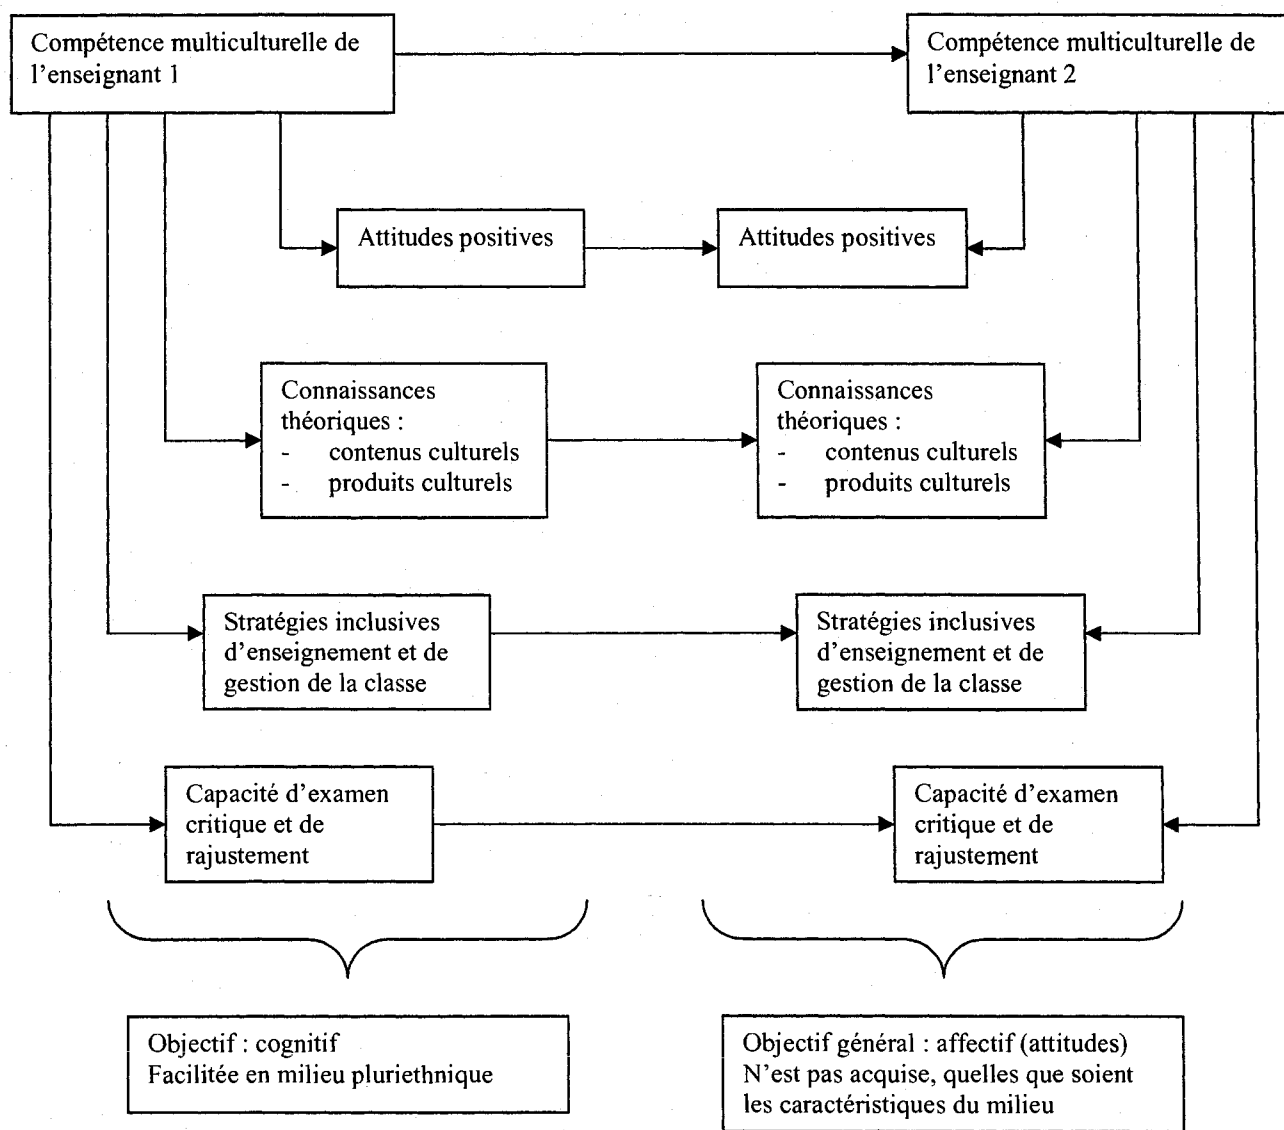 Compétence multiculturelle de
l'enseignant 1
Compétence multiculturelle de
l'enseignant 2
Attitudes positives
Attitudes positives
Connaissances
théoriques :
- contenus culturels
- produits culturels
Connaissances
théoriques :
- contenus culturels
- produits culturels
Stratégies inclusives
d'enseignement et de
gestion de la classe
Stratégies inclusives
d'enseignement et de
gestion de la classe
Capacité d'examen
critique et de
rajustement
Capacité d'examen
critique et de
rajustement
Objectif : cognitif
Facilitée en milieu pluriethnique
Objectif général : affectif (attitudes)
N'est pas acquise, quelles que soient
les caractéristiques du milieu